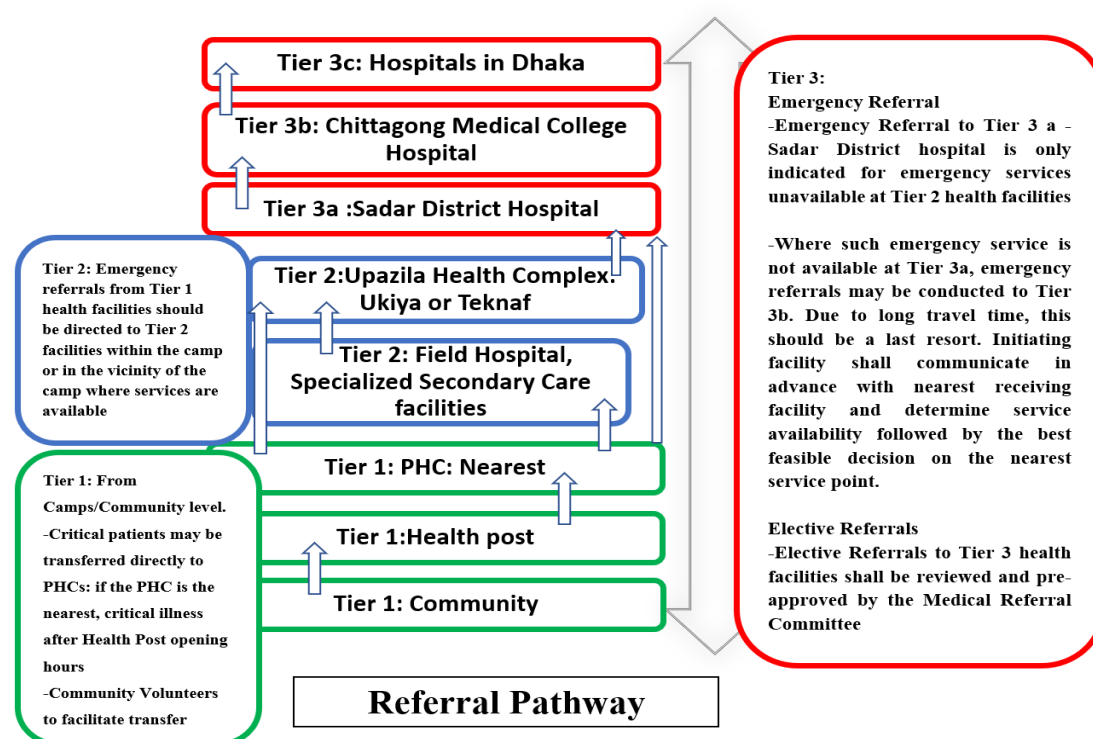 Tier 3c: Hospitals in Dhaka
Tier 3b: Chittagong Medical College
Hospital
Tier 3a :Sadar District Hospital
Tier 2:Upazila Health Complex.
Ukiya or Teknaf
Tier 2: Field Hospital,
Specialized Secondary Care
facilities
Tier 1: PHC: Nearest
Tier 1:Health post
Tier 1: Community
Tier 2: Emergency
referrals from Tier 1
health facilities should
be directed to Tier 2
facilities within the camp
or in the vicinity of the
camp where services are
available
Tier 1: From
Camps/Community level.
-Critical patients may be
transferred directly to
PHCs: if the PHC is the
nearest, critical illness
after Health Post opening
hours
-Community Volunteers
to facilitate transfer
Tier 3:
Emergency Referral
-Emergency Referral to Tier 3 a -
Sadar District hospital is only
indicated for emergency services
unavailable at Tier 2 health facilities
-Where such emergency service is
not available at Tier 3a, emergency
referrals may be conducted to Tier
3b. Due to long travel time, this
should be a last resort. Initiating
facility shall communicate in
advance with nearest receiving
facility and determine service
availability followed by the best
feasible decision on the nearest
service point.
Elective Referrals
-Elective Referrals to Tier 3 health
facilities shall be reviewed and pre-
approved by the Medical Referral
Committee
Referral Pathway